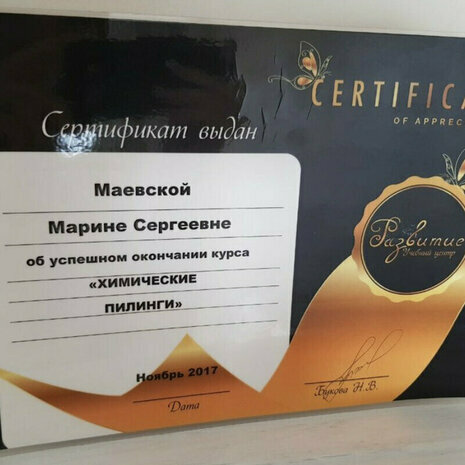 CERTIFICA
OF APPREC
Сертификат выдан
Маевской
Марине Сергеевне
об успешном окончании курса
«ХИМИЧЕСКИЕ
ПИЛИНГИ»
Развитие
Учебный центр
Ноябрь 2017
Дата
Букова Н.В.